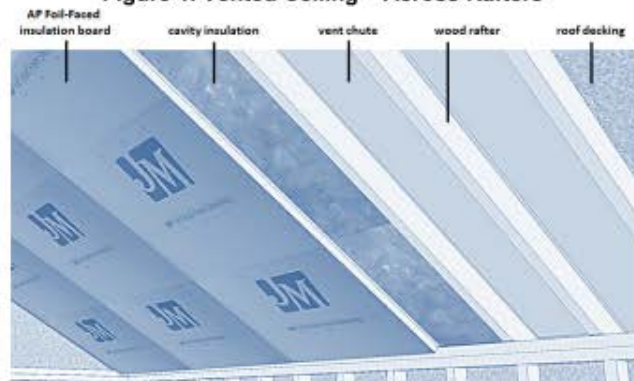 Figure 4. Vented Ceiling - Across Rafters
AP Foil-Faced
insulation board
cavity insulation
vent chute
wood rafter
roof decking
JM
JM
JM
JM
JM